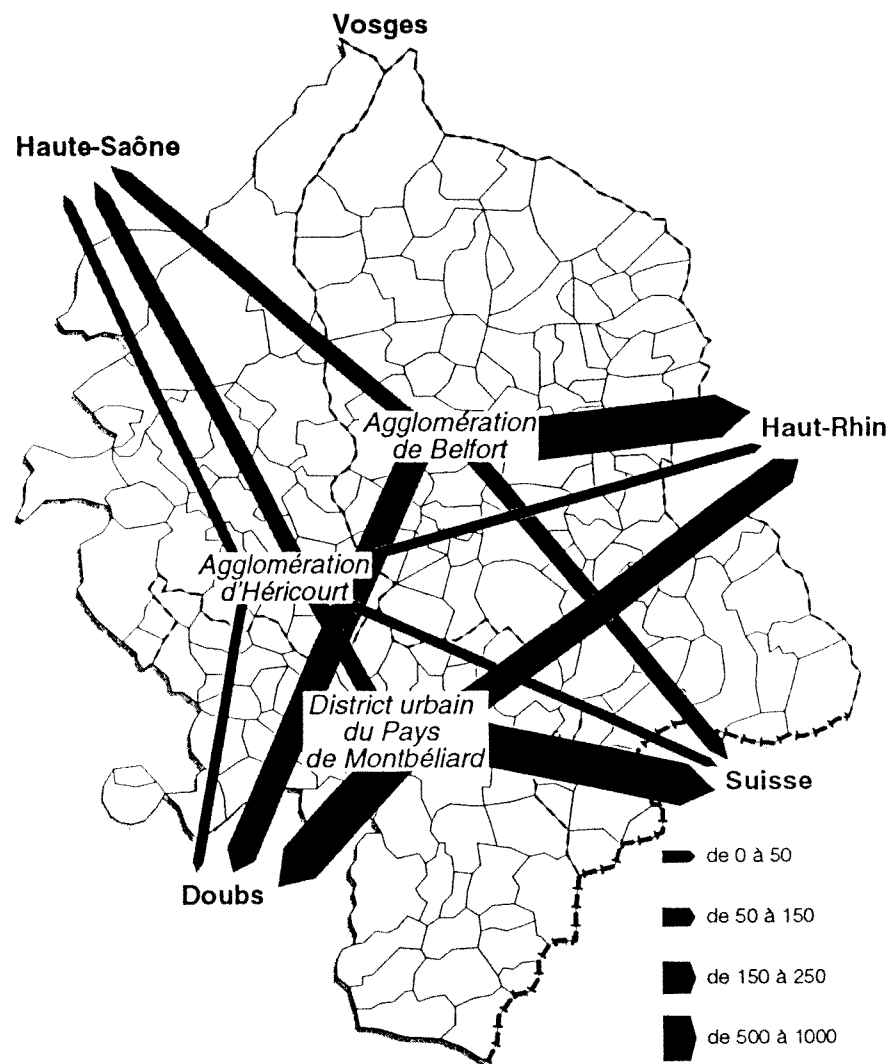 Vosges
Haute-Saône
Agglomération
de Belfort
Haut-Rhin
Agglomération
d'Héricourt
District urbain
du Pays
de Montbéliard
Suisse
Doubs
de 0 à 50
de 50 à 150
de 150 à 250
de 500 à 1000